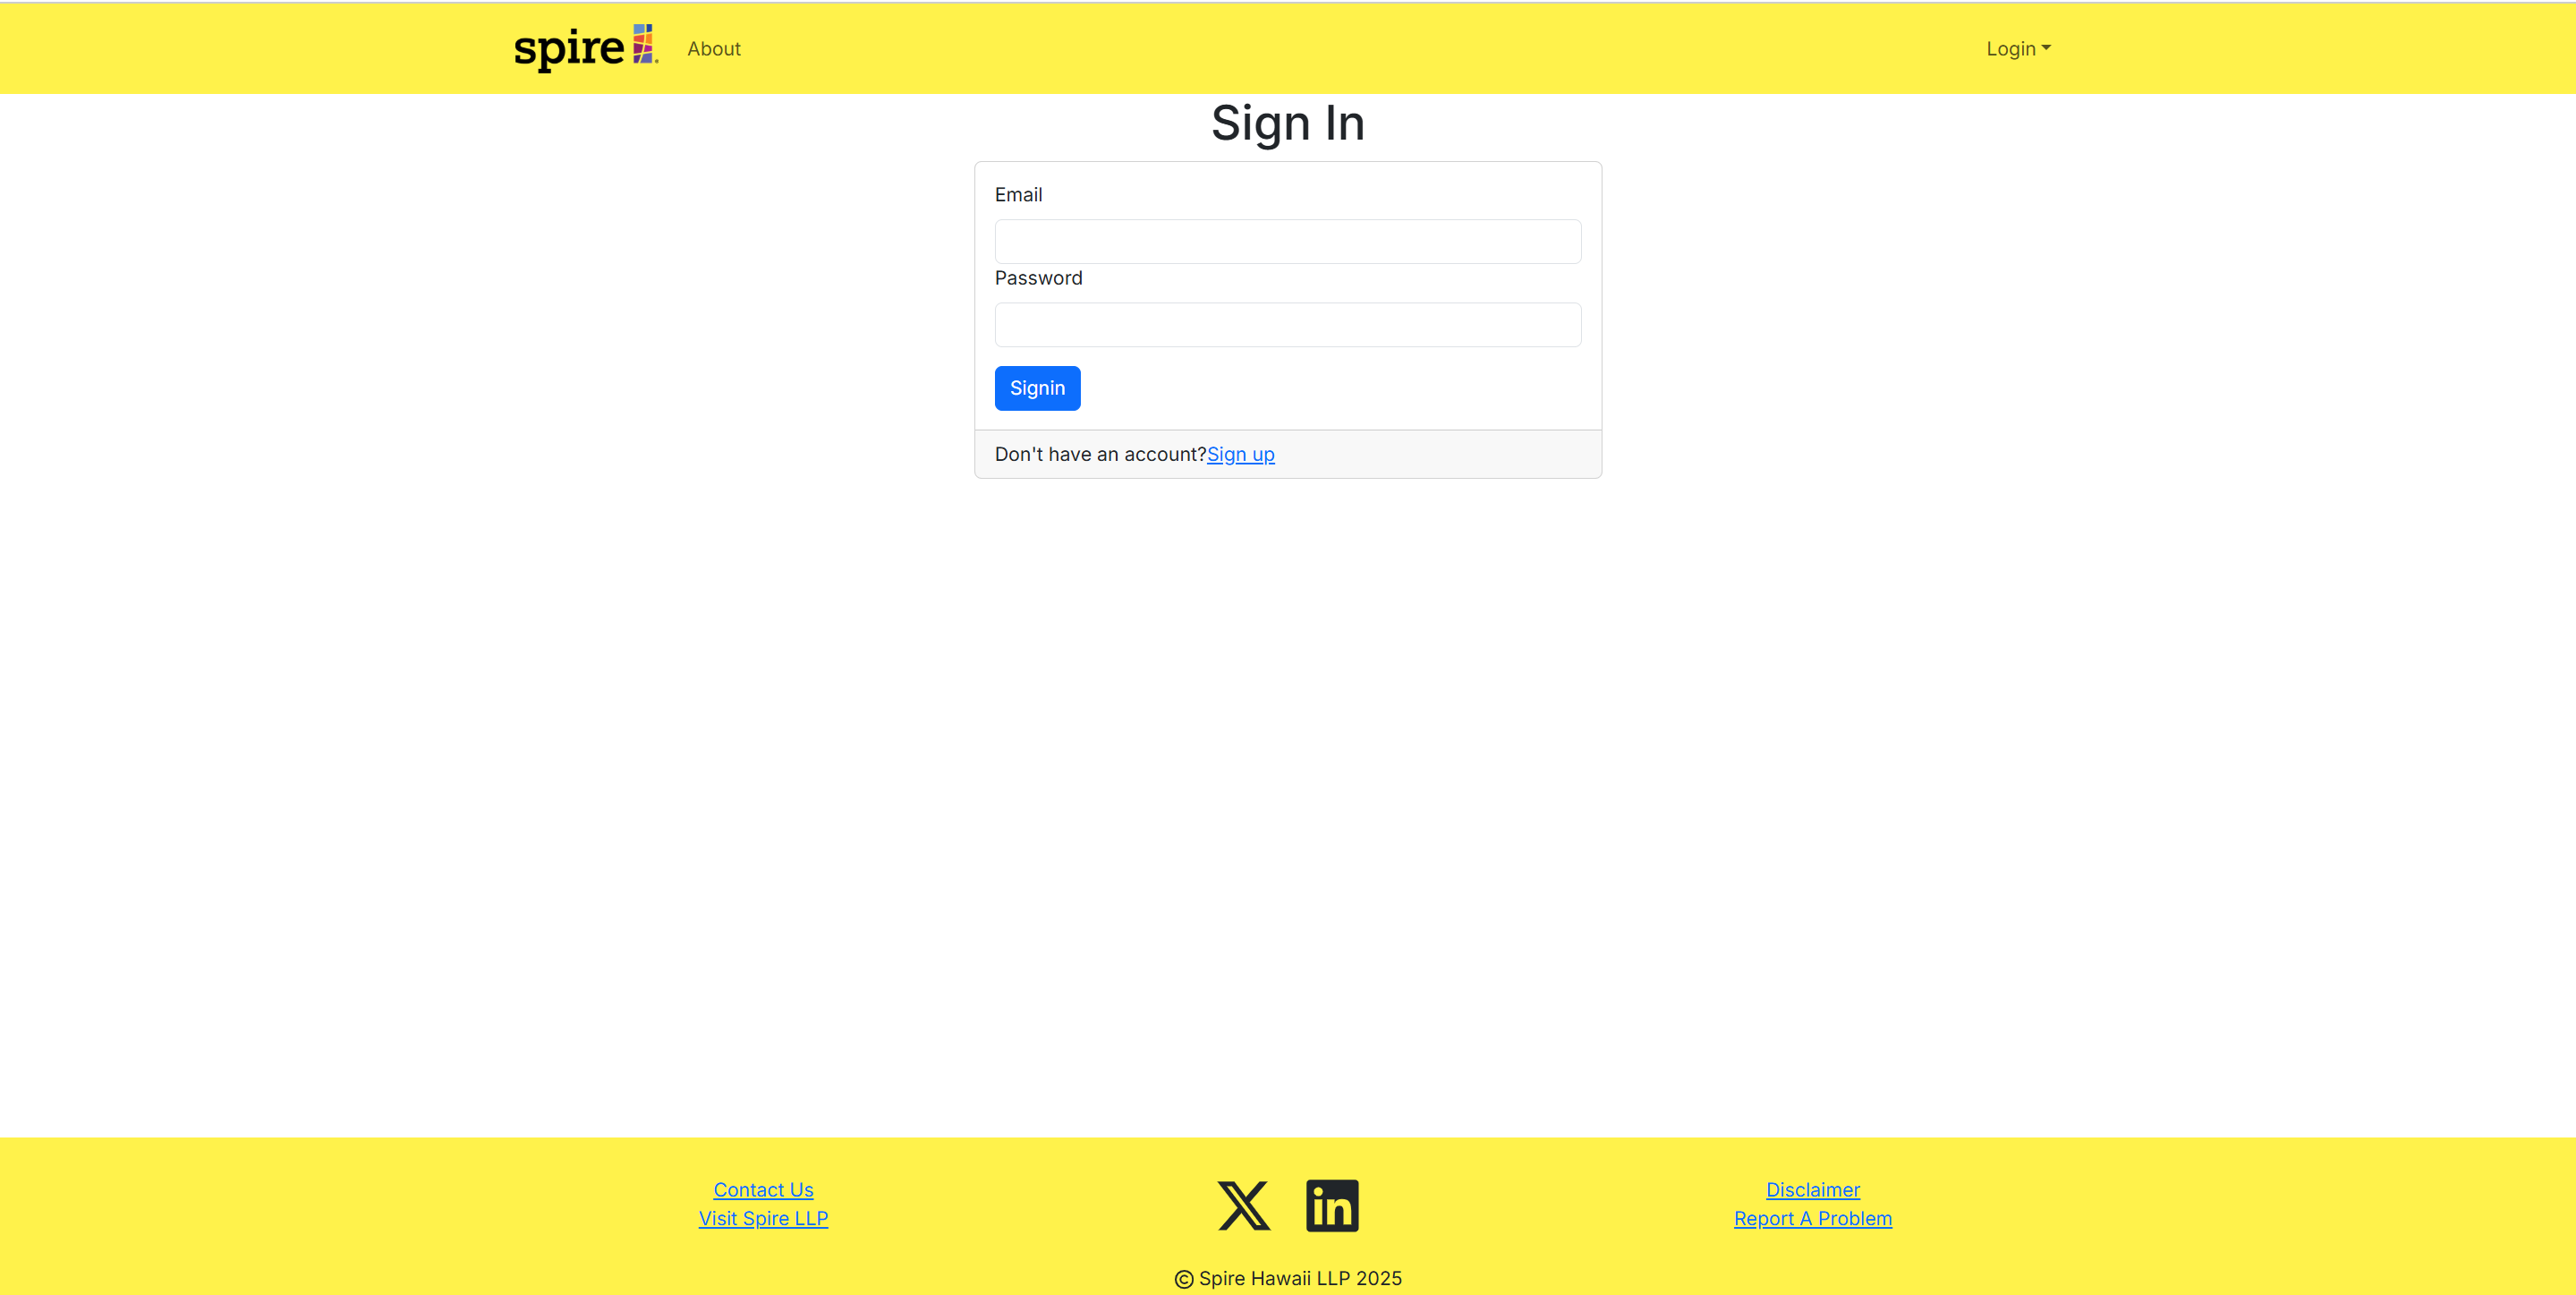 spire About Login
Sign In
Email
Password
Signin
Don't have an account?Sign up
Contact Us
Visit Spire LLP
Disclaimer
Report A Problem
© Spire Hawaii LLP 2025